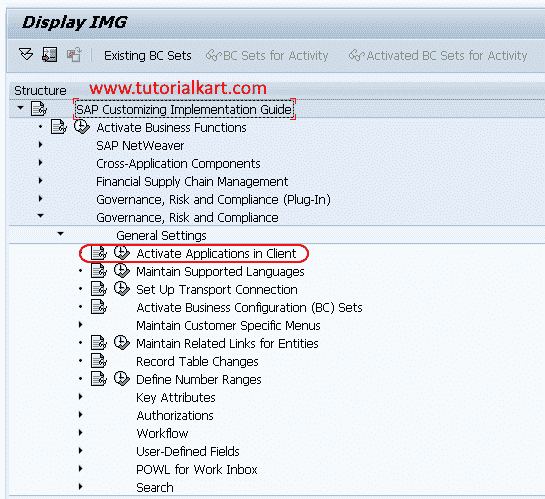 Display IMG
Existing BC Sets BC Sets for Activity Activated BC Sets for Activity
www.tutorialkart.com
Structure
SAP Customizing Implementation Guide
Activate Business Functions
SAP NetWeaver
Cross-Application Components
Financial Supply Chain Management
Governance, Risk and Compliance (Plug-In)
Governance, Risk and Compliance
General Settings
Activate Applications in Client
Maintain Supported Languages
Set Up Transport Connection
Activate Business Configuration (BC) Sets
Maintain Customer Specific Menus
Maintain Related Links for Entities
Record Table Changes
Define Number Ranges
Key Attributes
Authorizations
Workflow
User-Defined Fields
POWL for Work Inbox
Search